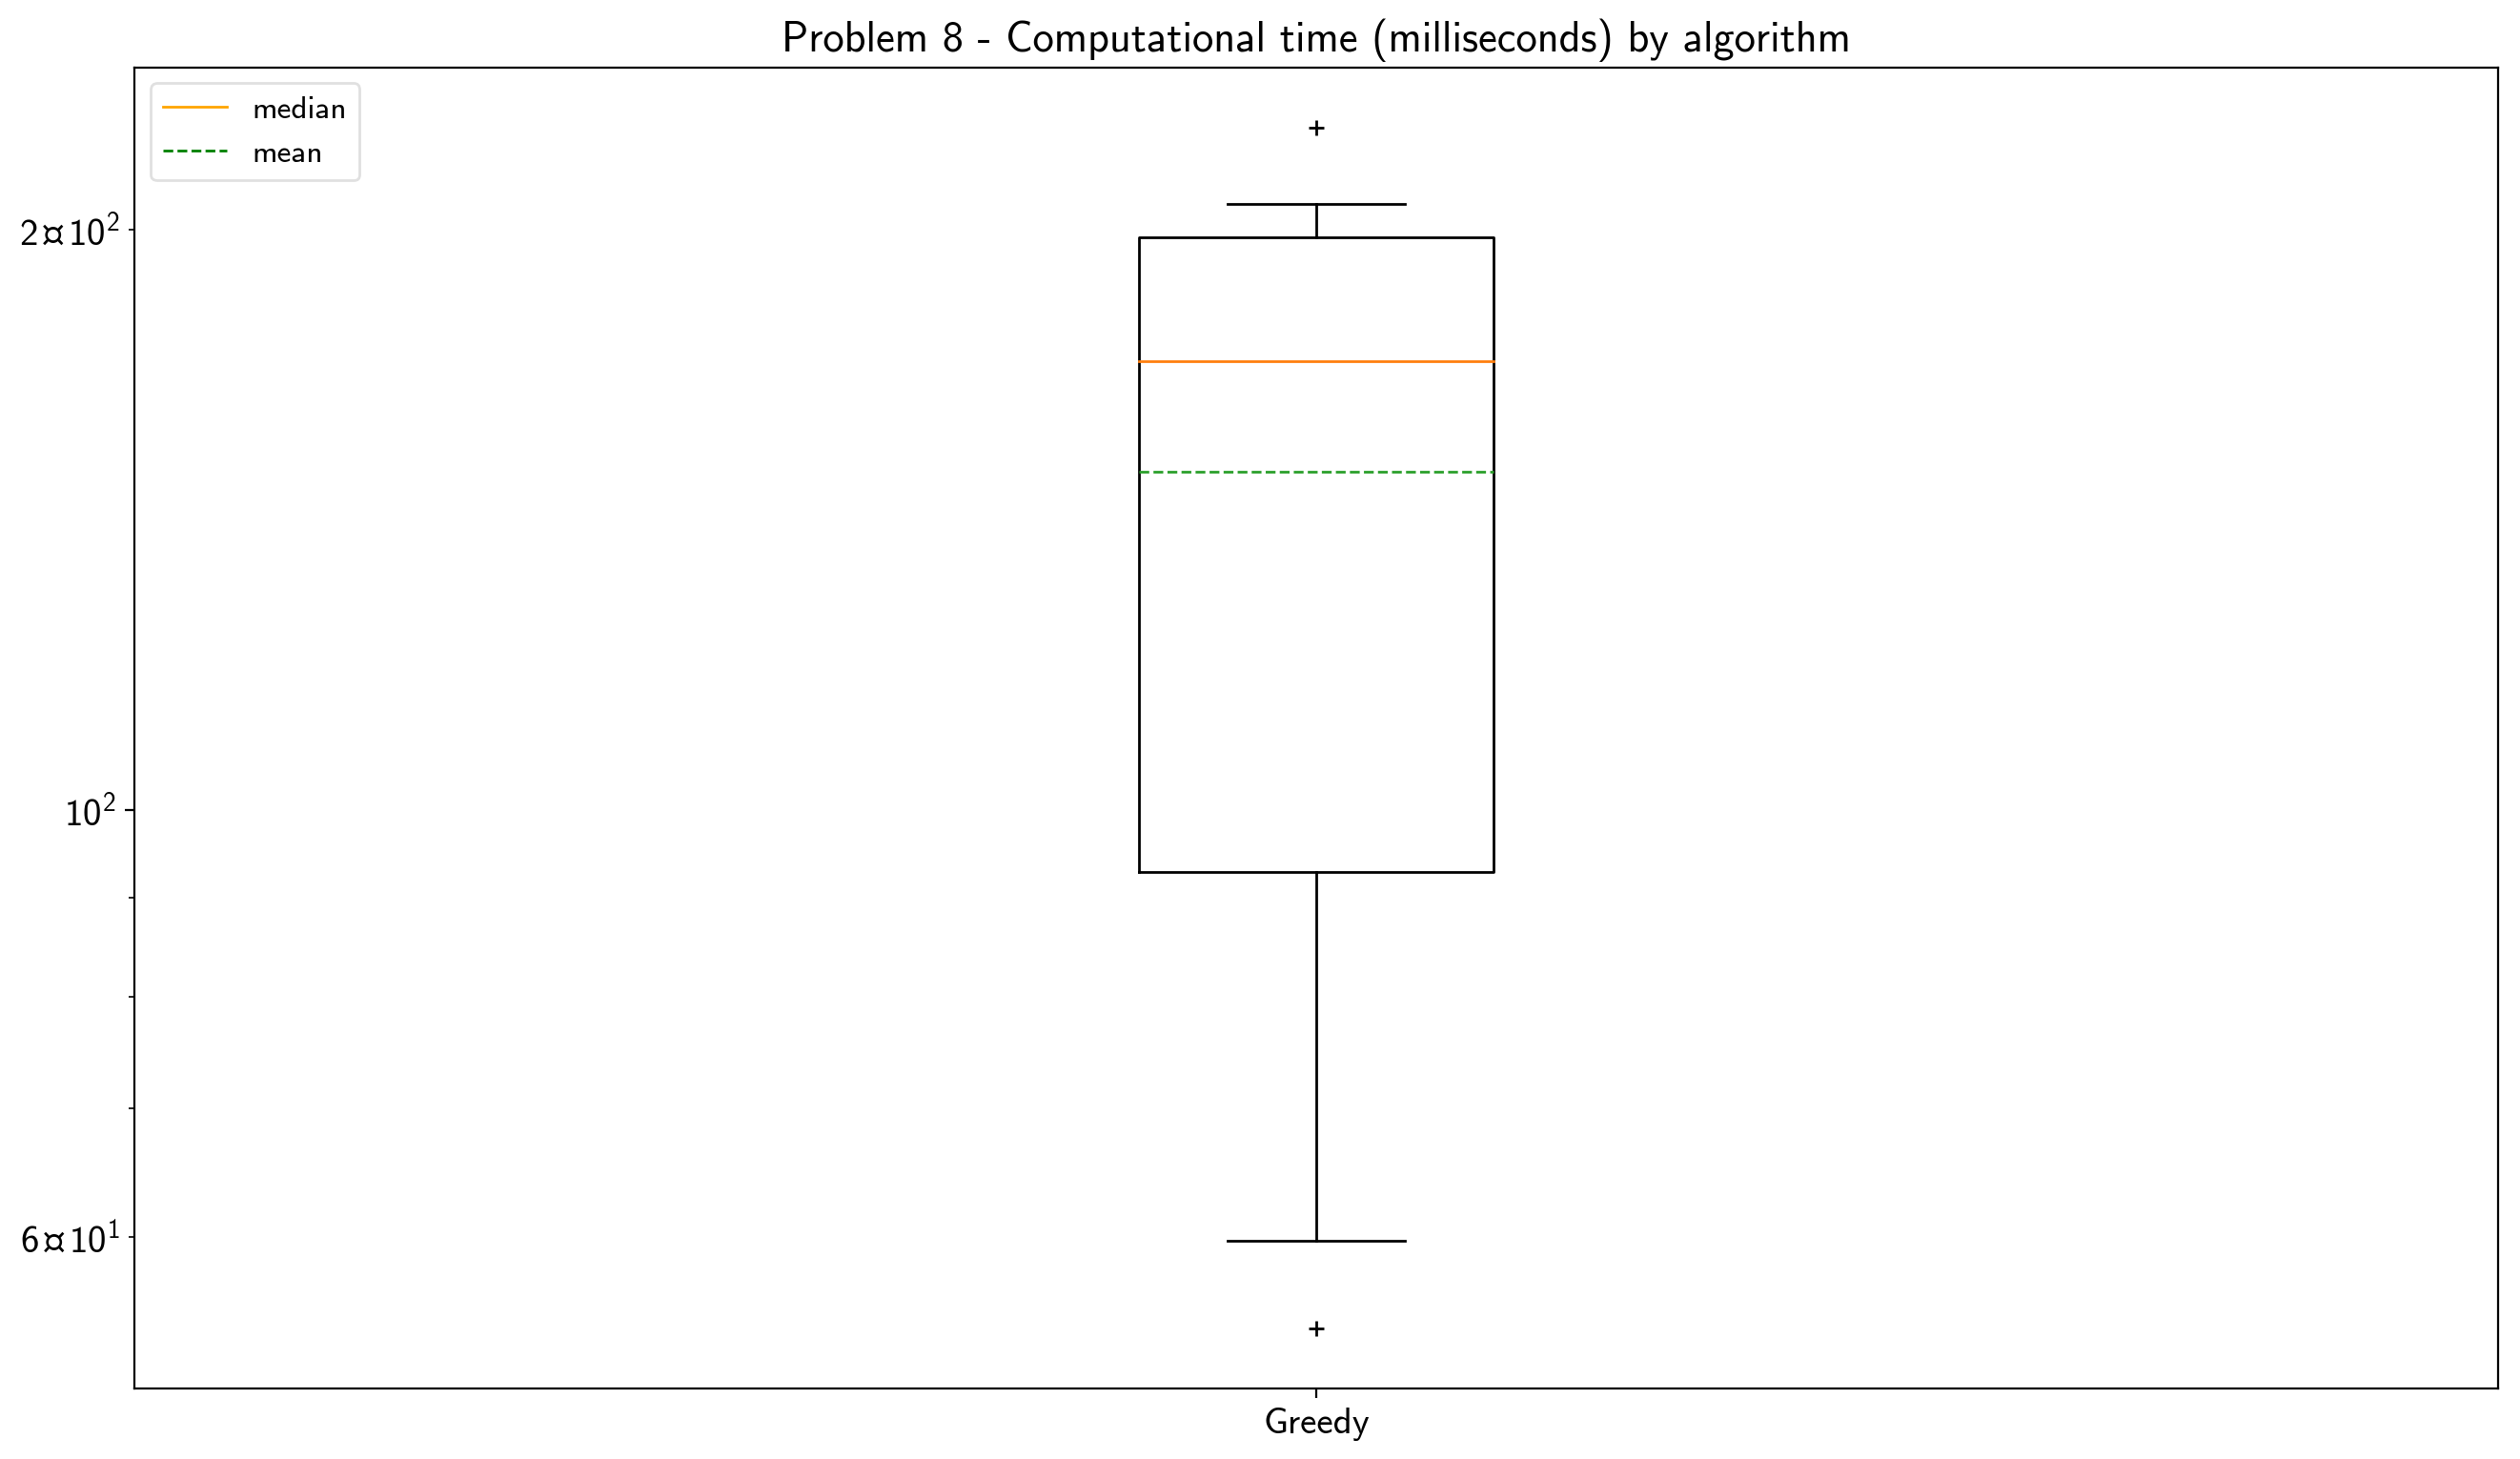 Problem 8 - Computational time (milliseconds) by algorithm
median
mean
2¤10²
10²
6¤10¹
Greedy